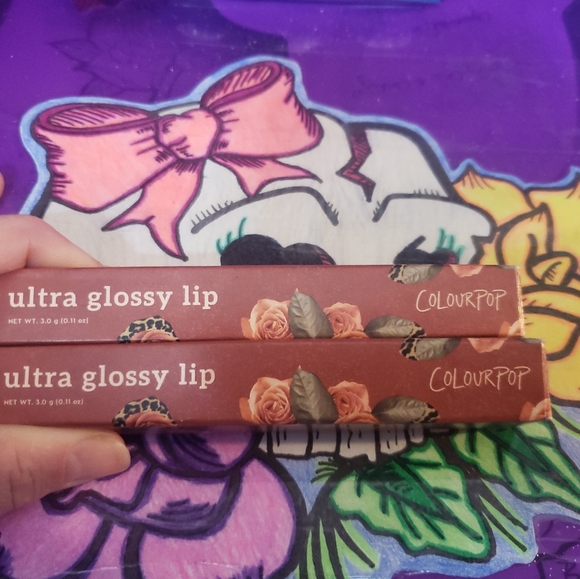 ultra glossy lip
COLOURPOP
NET WT. 3.0 g (0.11 oz)
ultra glossy lip
COLOURPOP
NET WT. 3.0 g (0.11 oz)